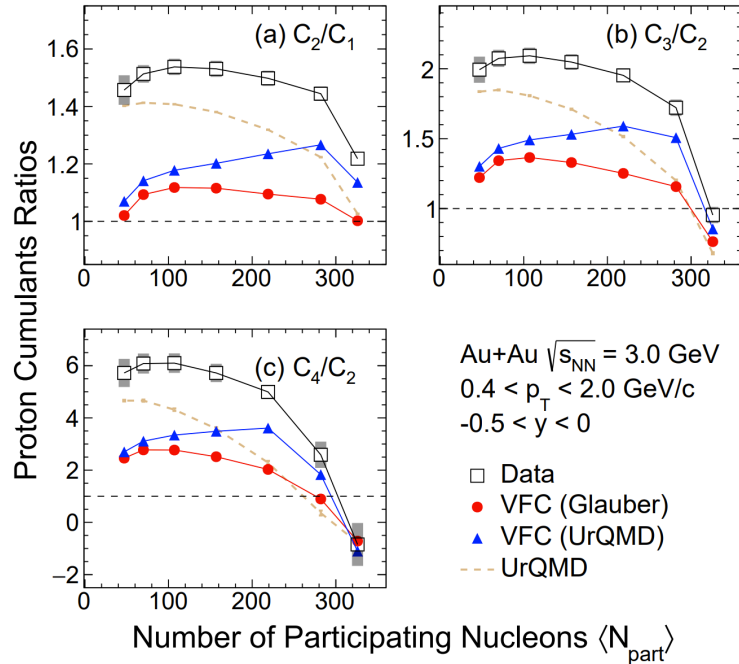 Proton Cumulants Ratios
(a) C₂/C₁
1.6
1.4
1.2
1
0 100 200 300
(b) C₃/C₂
2
1.5
1
0 100 200 300
(c) C₄/C₂
6
4
2
0
−2
0 100 200 300
Au+Au √s_NN = 3.0 GeV
0.4 < p_T < 2.0 GeV/c
-0.5 < y < 0
Data
VFC (Glauber)
VFC (UrQMD)
UrQMD
Number of Participating Nucleons ⟨N_part⟩